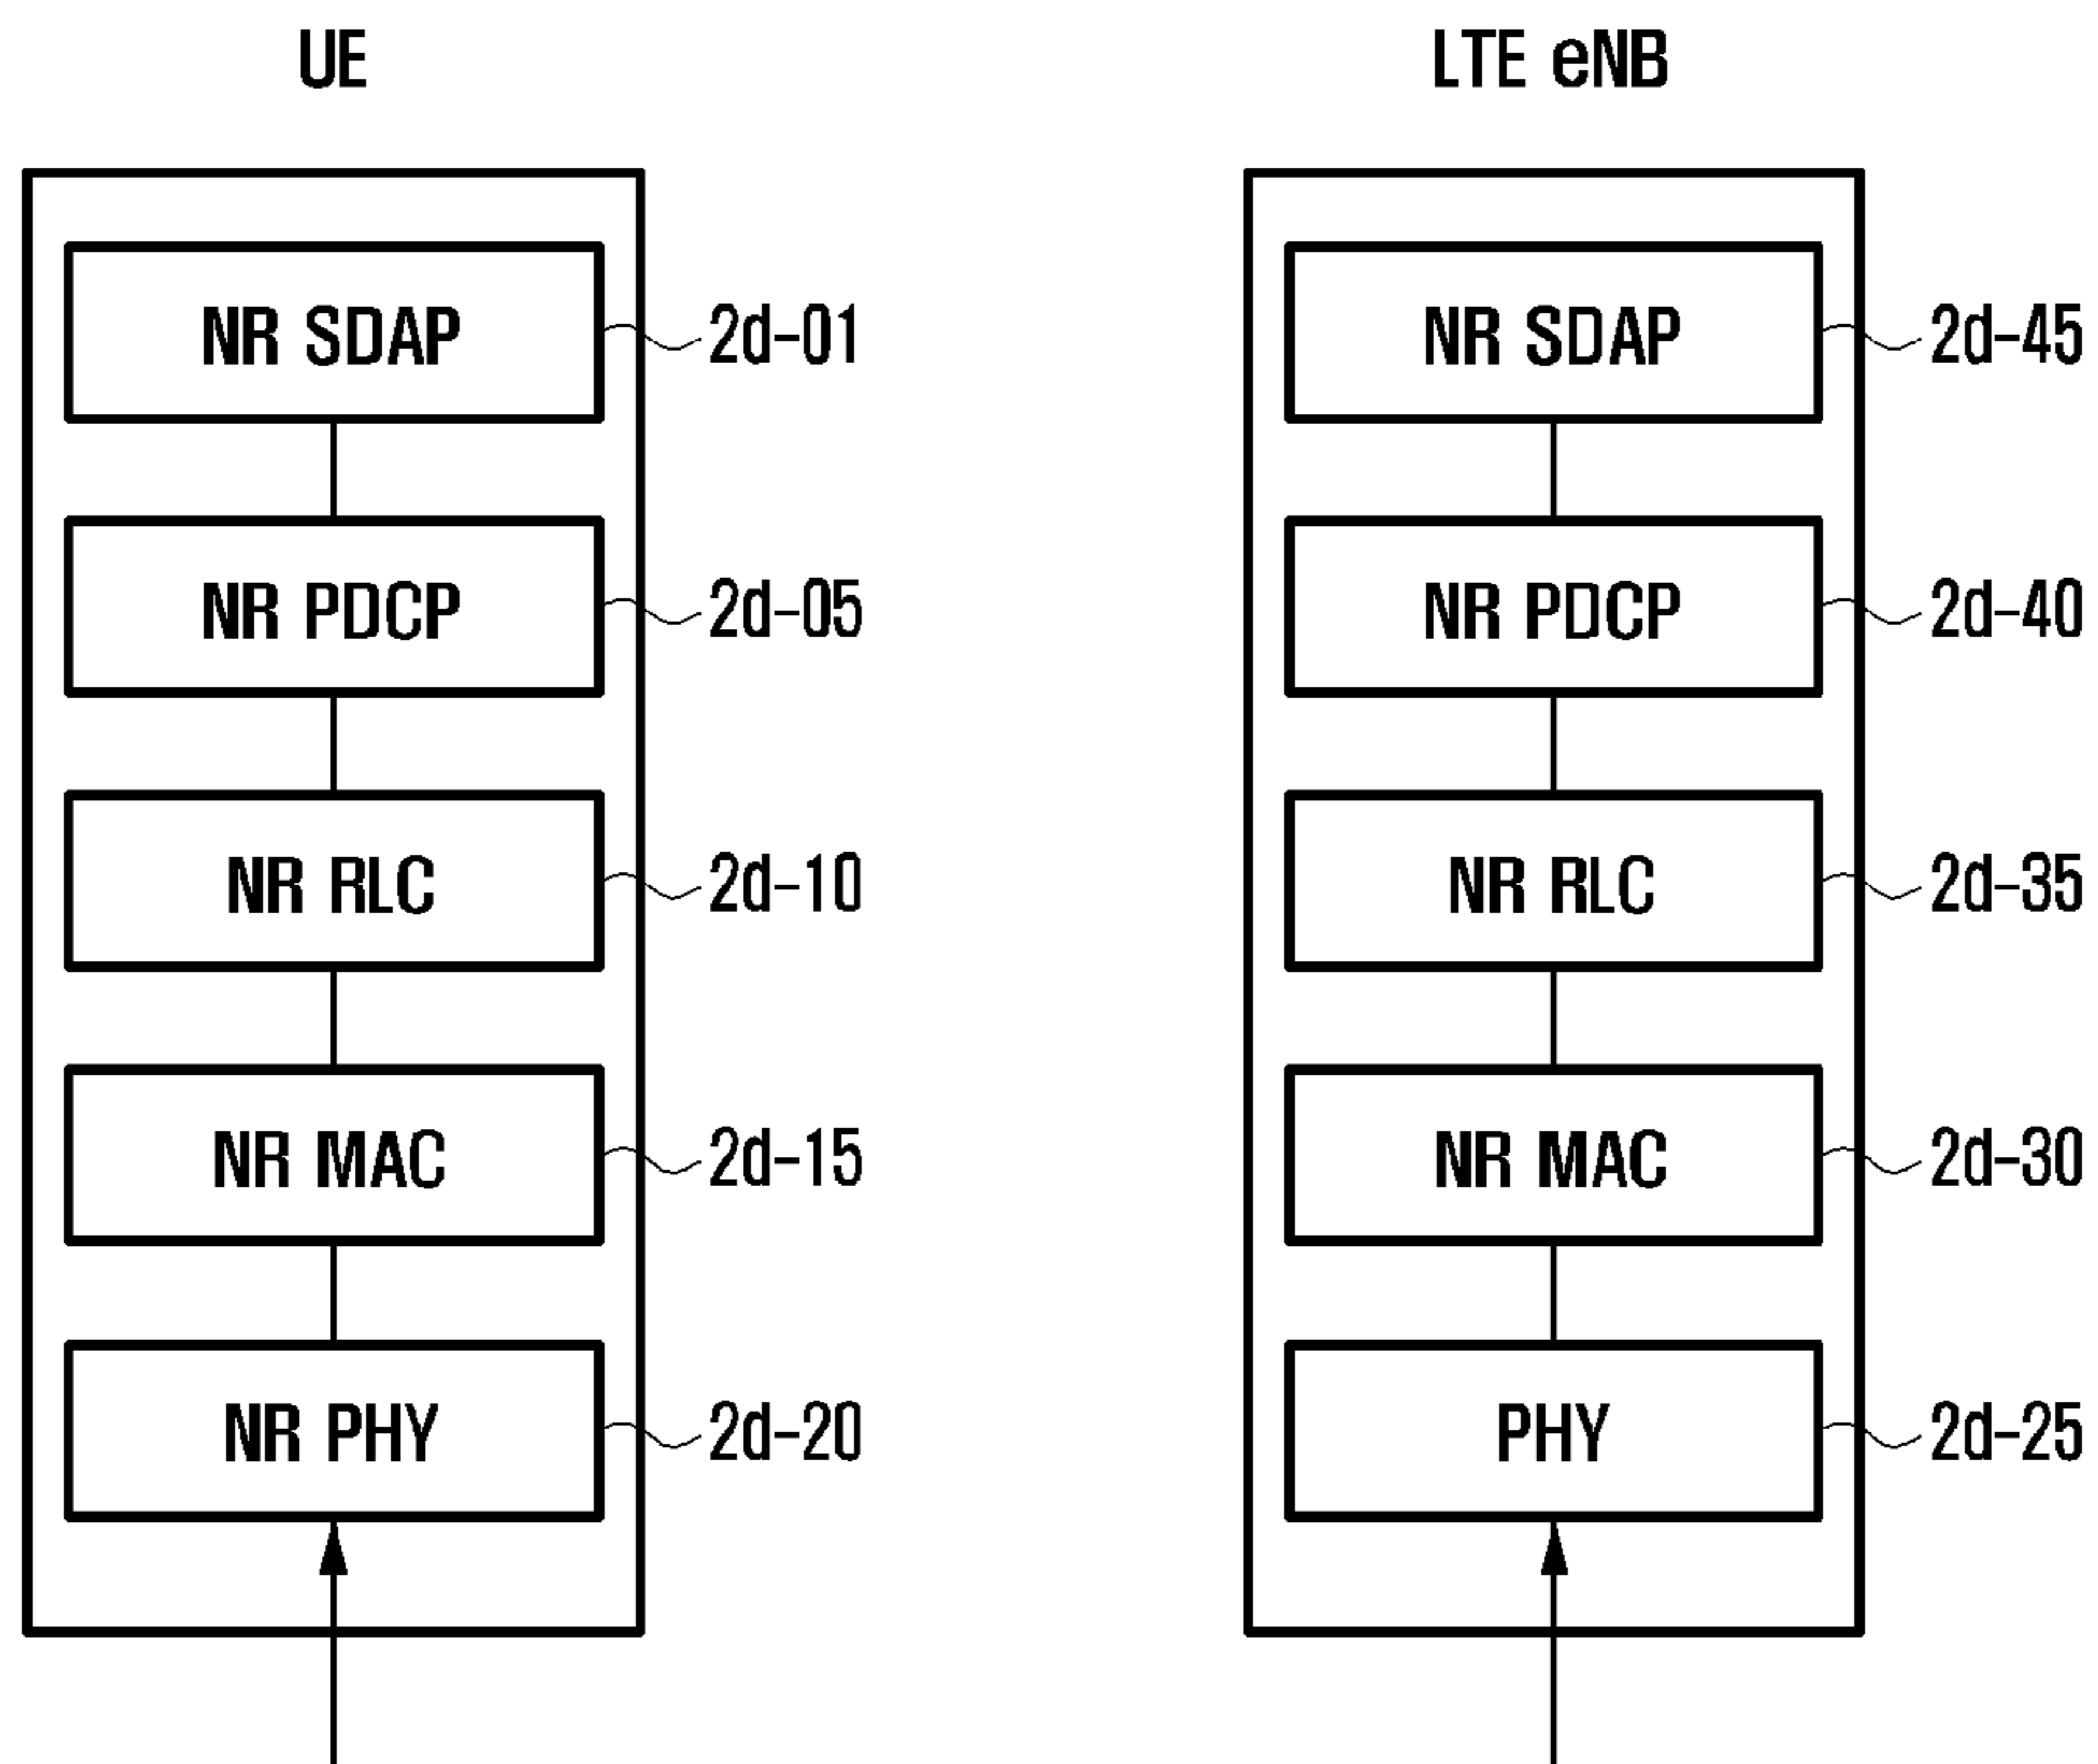 UE
LTE eNB
NR SDAP
2d-01
NR SDAP
2d-45
NR PDCP
2d-05
NR PDCP
2d-40
NR RLC
2d-10
NR RLC
2d-35
NR MAC
2d-15
NR MAC
2d-30
NR PHY
2d-20
PHY
2d-25